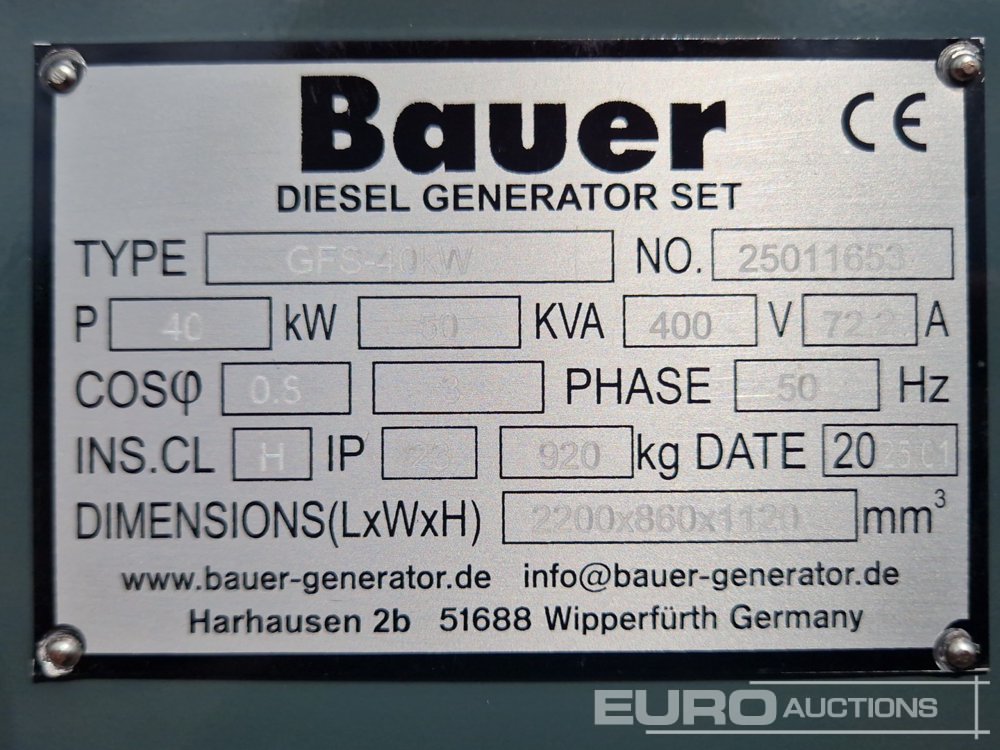 Bauer CE
DIESEL GENERATOR SET
TYPE GFS-40kW NO. 25011653
P 40 kW 50 KVA 400 V 72.2 A
COSφ 0.8 3 PHASE 50 Hz
INS.CL H IP 23 920 kg DATE 2025.01
DIMENSIONS(LxWxH) 2200x860x1120 mm³
www.bauer-generator.de info@bauer-generator.de
Harhausen 2b 51688 Wipperfürth Germany
EURO AUCTIONS